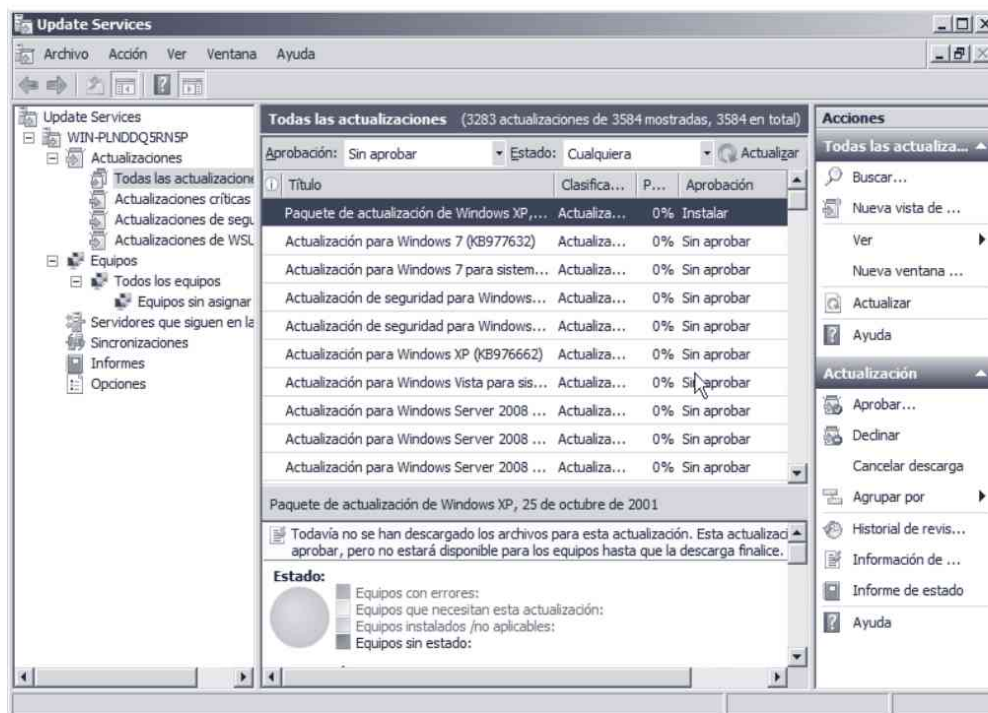 Update Services
Archivo Acción Ver Ventana Ayuda
Update Services
WIN-PLNDDQ5RN5P
Actualizaciones
Todas las actualizacione
Actualizaciones críticas
Actualizaciones de segu
Actualizaciones de WSU
Equipos
Todos los equipos
Equipos sin asignar
Servidores que siguen en la
Sincronizaciones
Informes
Opciones
Todas las actualizaciones (3283 actualizaciones de 3584 mostradas, 3584 en total)
Aprobación: Sin aprobar Estado: Cualquiera Actualizar
Título Clasifica... P... Aprobación
Paquete de actualización de Windows XP,... Actualiza... 0% Instalar
Actualización para Windows 7 (KB977632) Actualiza... 0% Sin aprobar
Actualización para Windows 7 para sistem... Actualiza... 0% Sin aprobar
Actualización de seguridad para Windows... Actualiza... 0% Sin aprobar
Actualización de seguridad para Windows... Actualiza... 0% Sin aprobar
Actualización para Windows XP (KB976662) Actualiza... 0% Sin aprobar
Actualización para Windows Vista para sis... Actualiza... 0% Sin aprobar
Actualización para Windows Server 2008 ... Actualiza... 0% Sin aprobar
Actualización para Windows Server 2008 ... Actualiza... 0% Sin aprobar
Actualización para Windows Server 2008 ... Actualiza... 0% Sin aprobar
Paquete de actualización de Windows XP, 25 de octubre de 2001
Todavía no se han descargado los archivos para esta actualización. Esta actualizaci
aprobar, pero no estará disponible para los equipos hasta que la descarga finalice.
Estado:
Equipos con errores:
Equipos que necesitan esta actualización:
Equipos instalados /no aplicables:
Equipos sin estado:
Acciones
Todas las actualiza...
Buscar...
Nueva vista de ...
Ver
Nueva ventana ...
Actualizar
Ayuda
Actualización
Aprobar...
Declinar
Cancelar descarga
Agrupar por
Historial de revis...
Información de ...
Informe de estado
Ayuda